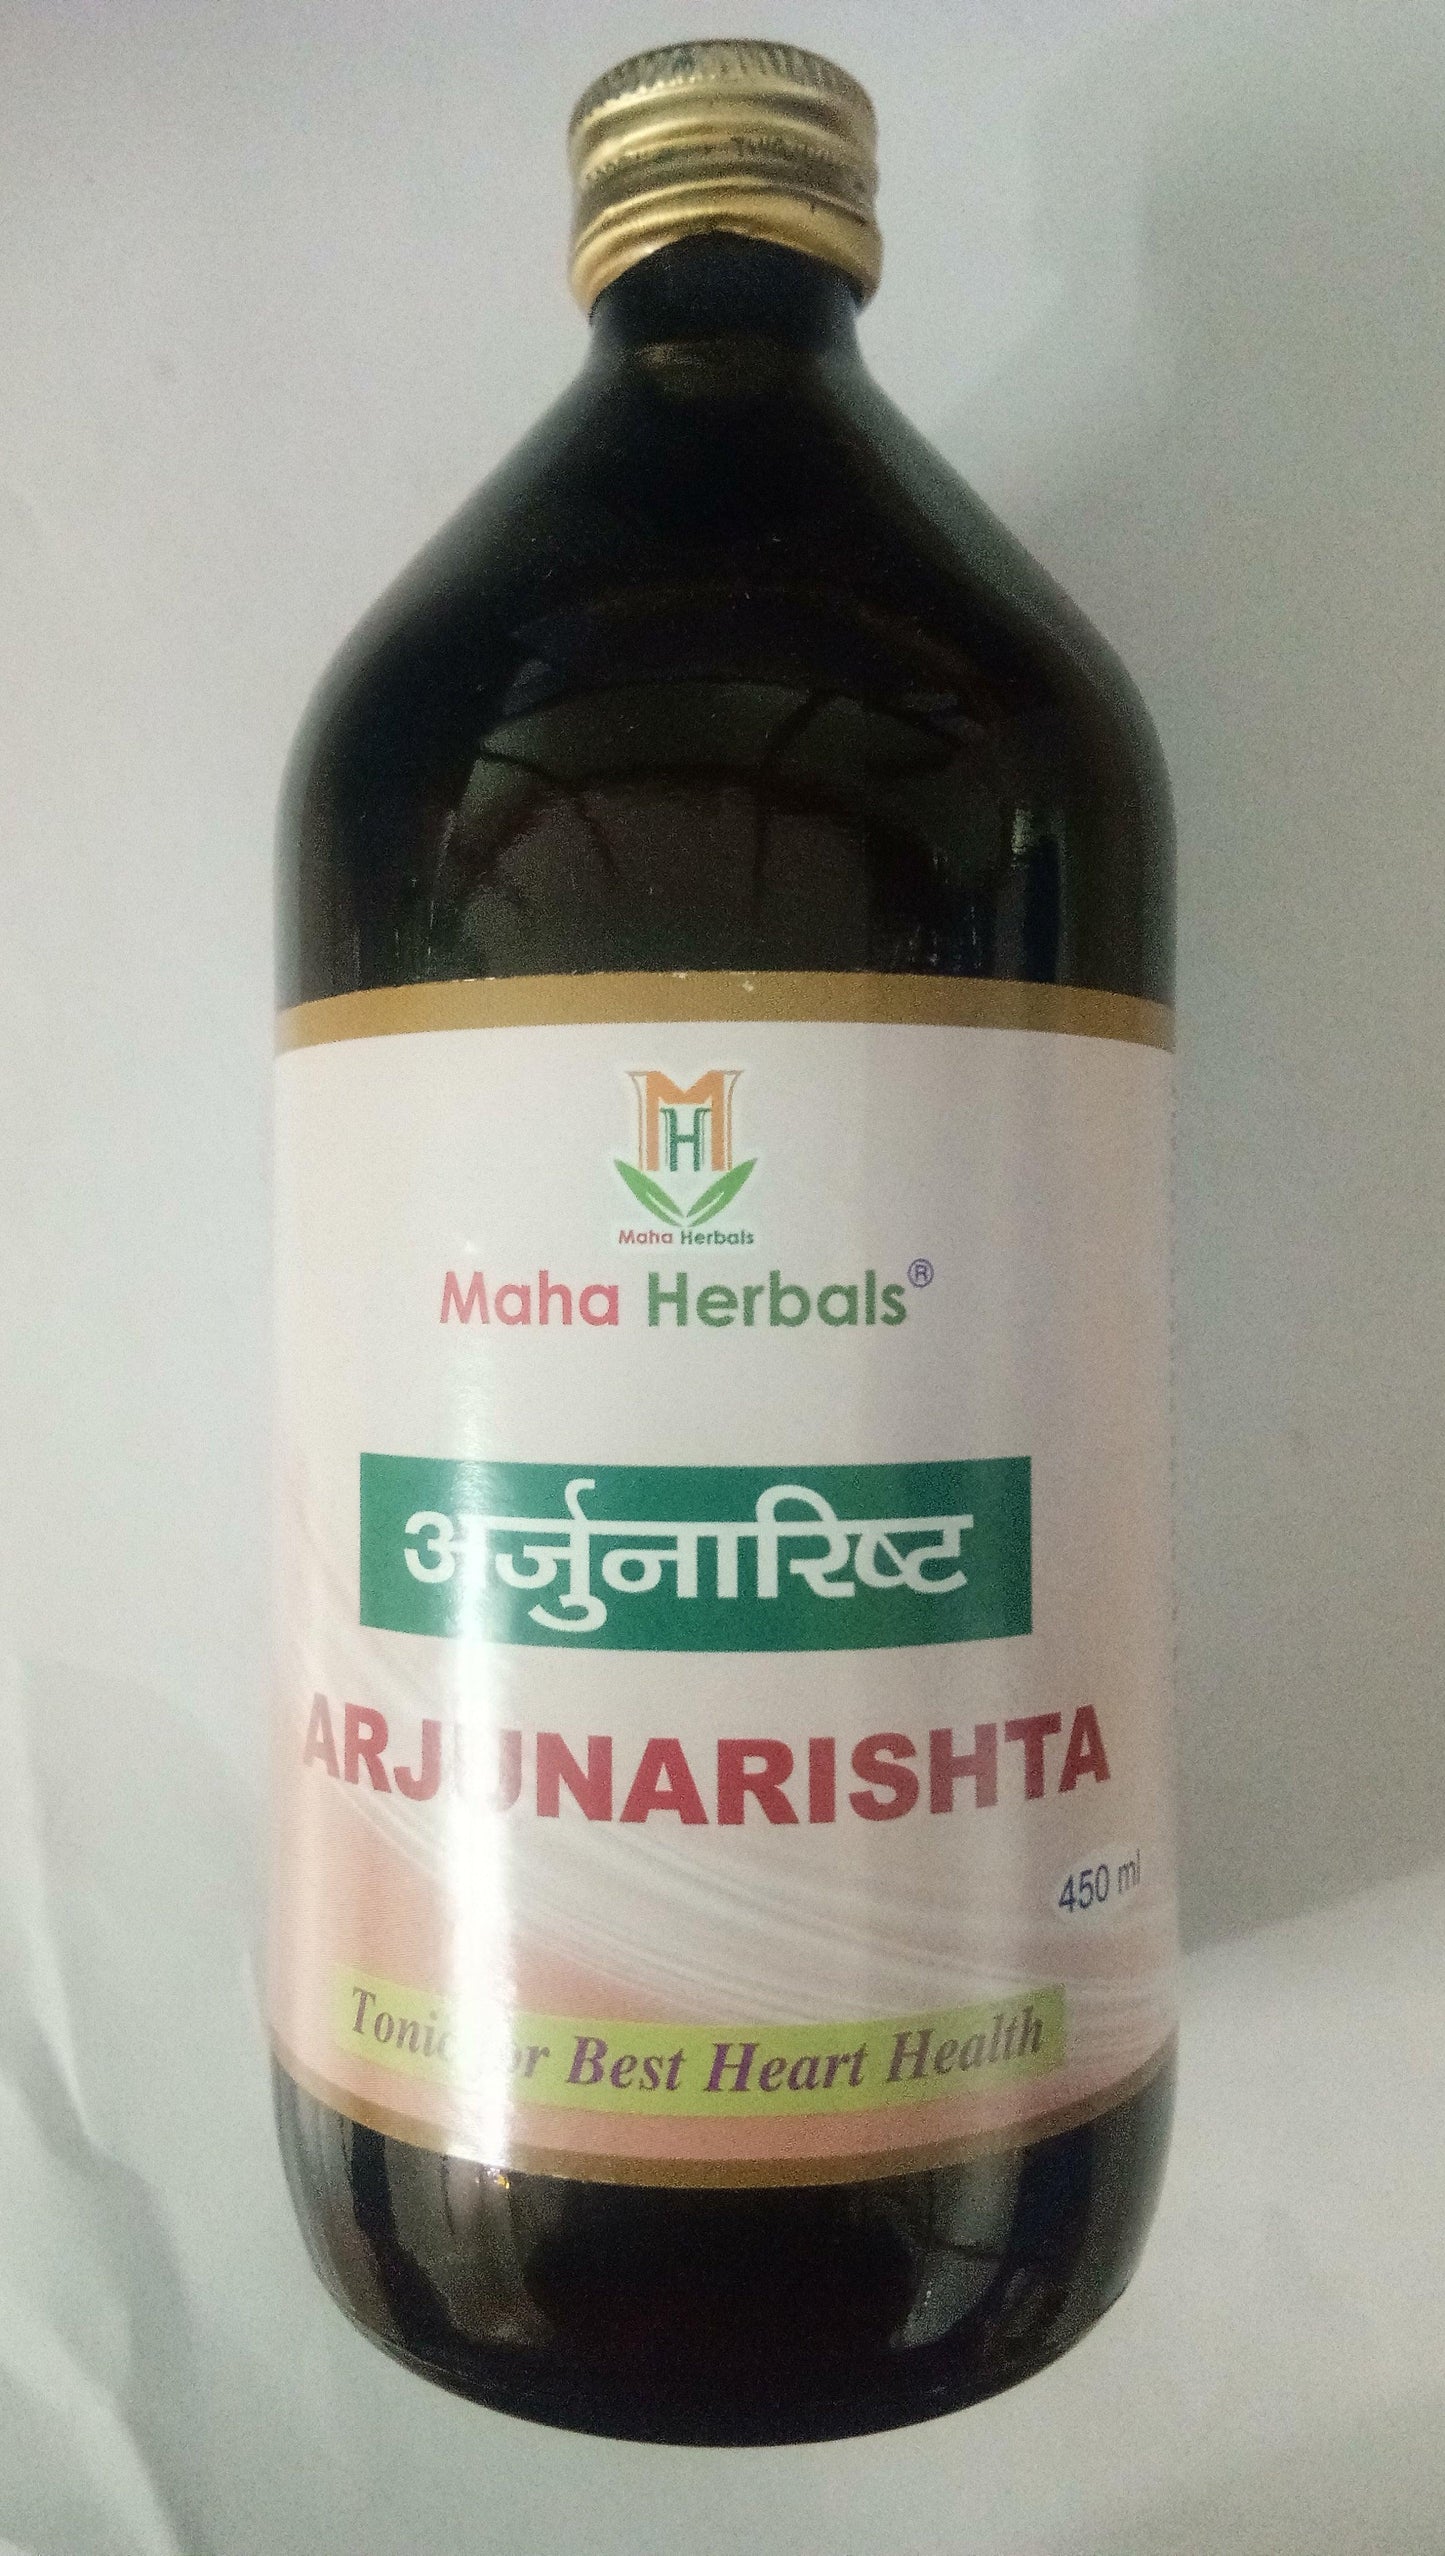 MH
Maha Herbals
Maha Herbals®
अर्जुनारिष्ट
ARJUNARISHTA
450 ml
Tonic for Best Heart Health